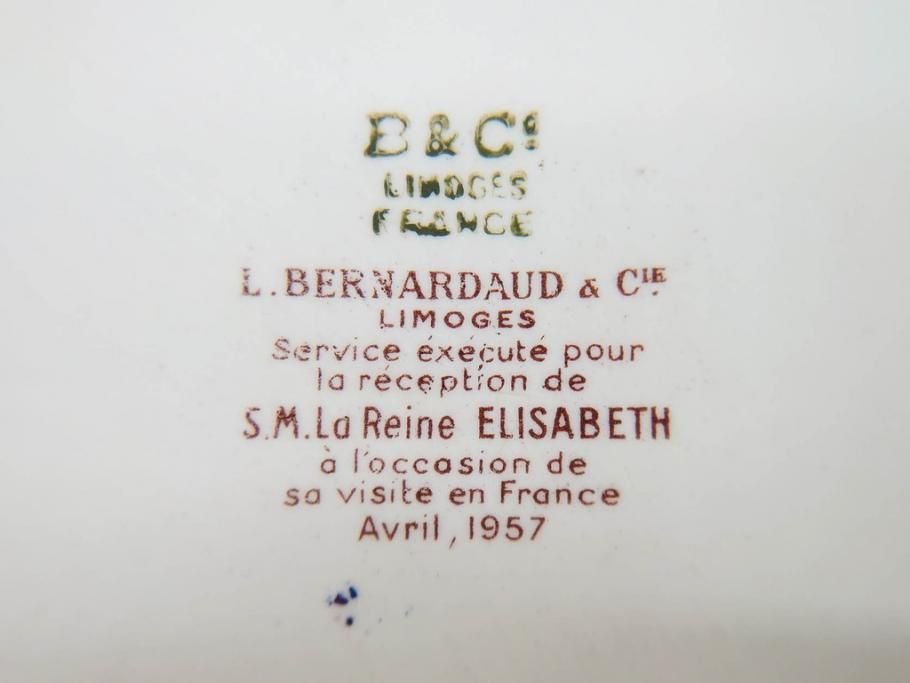 B & Cº
LIMOGES
FRANCE
L. BERNARDAUD & CIE.
LIMOGES
Service exécuté pour
la réception de
S.M. La Reine ELISABETH
à l'occasion de
sa visite en France
Avril, 1957